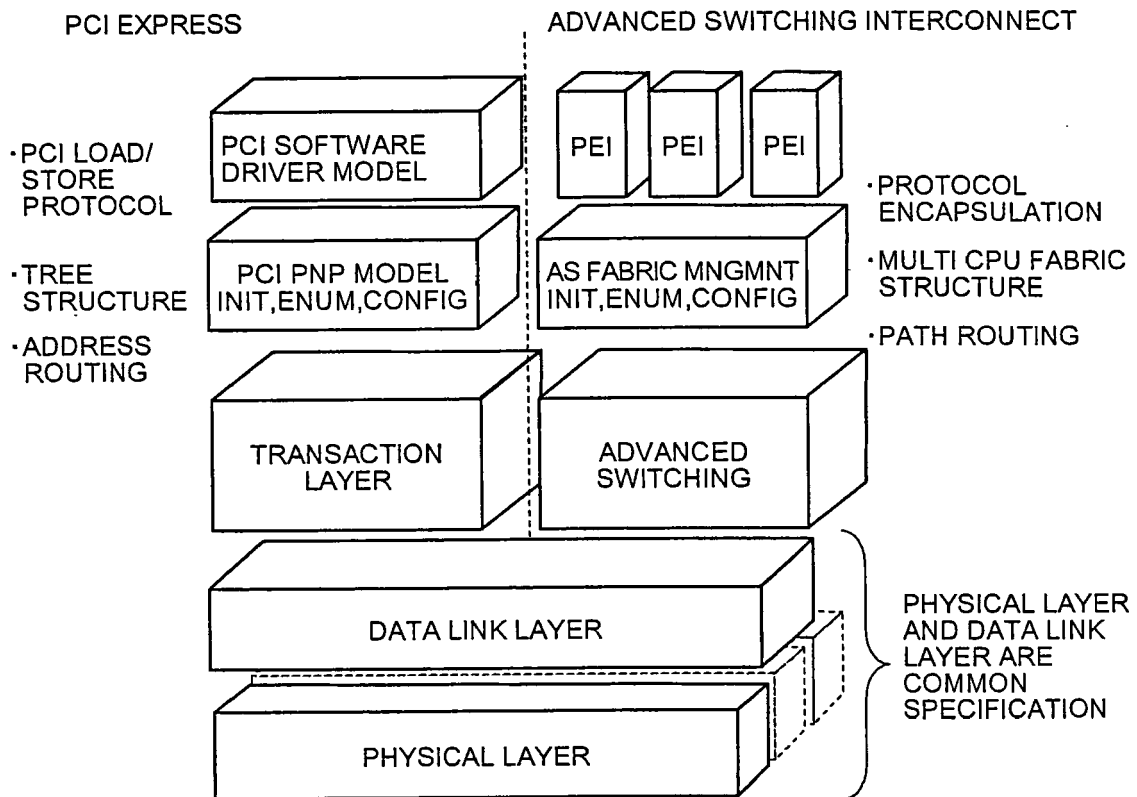 PCI EXPRESS
ADVANCED SWITCHING INTERCONNECT
PCI SOFTWARE
DRIVER MODEL
PEI
PEI
PEI
·PCI LOAD/
STORE
PROTOCOL
·TREE
STRUCTURE
·ADDRESS
ROUTING
·PROTOCOL
ENCAPSULATION
·MULTI CPU FABRIC
STRUCTURE
·PATH ROUTING
PCI PNP MODEL
INIT,ENUM,CONFIG
AS FABRIC MNGMNT
INIT,ENUM,CONFIG
TRANSACTION
LAYER
ADVANCED
SWITCHING
DATA LINK LAYER
PHYSICAL LAYER
PHYSICAL LAYER
AND DATA LINK
LAYER ARE
COMMON
SPECIFICATION